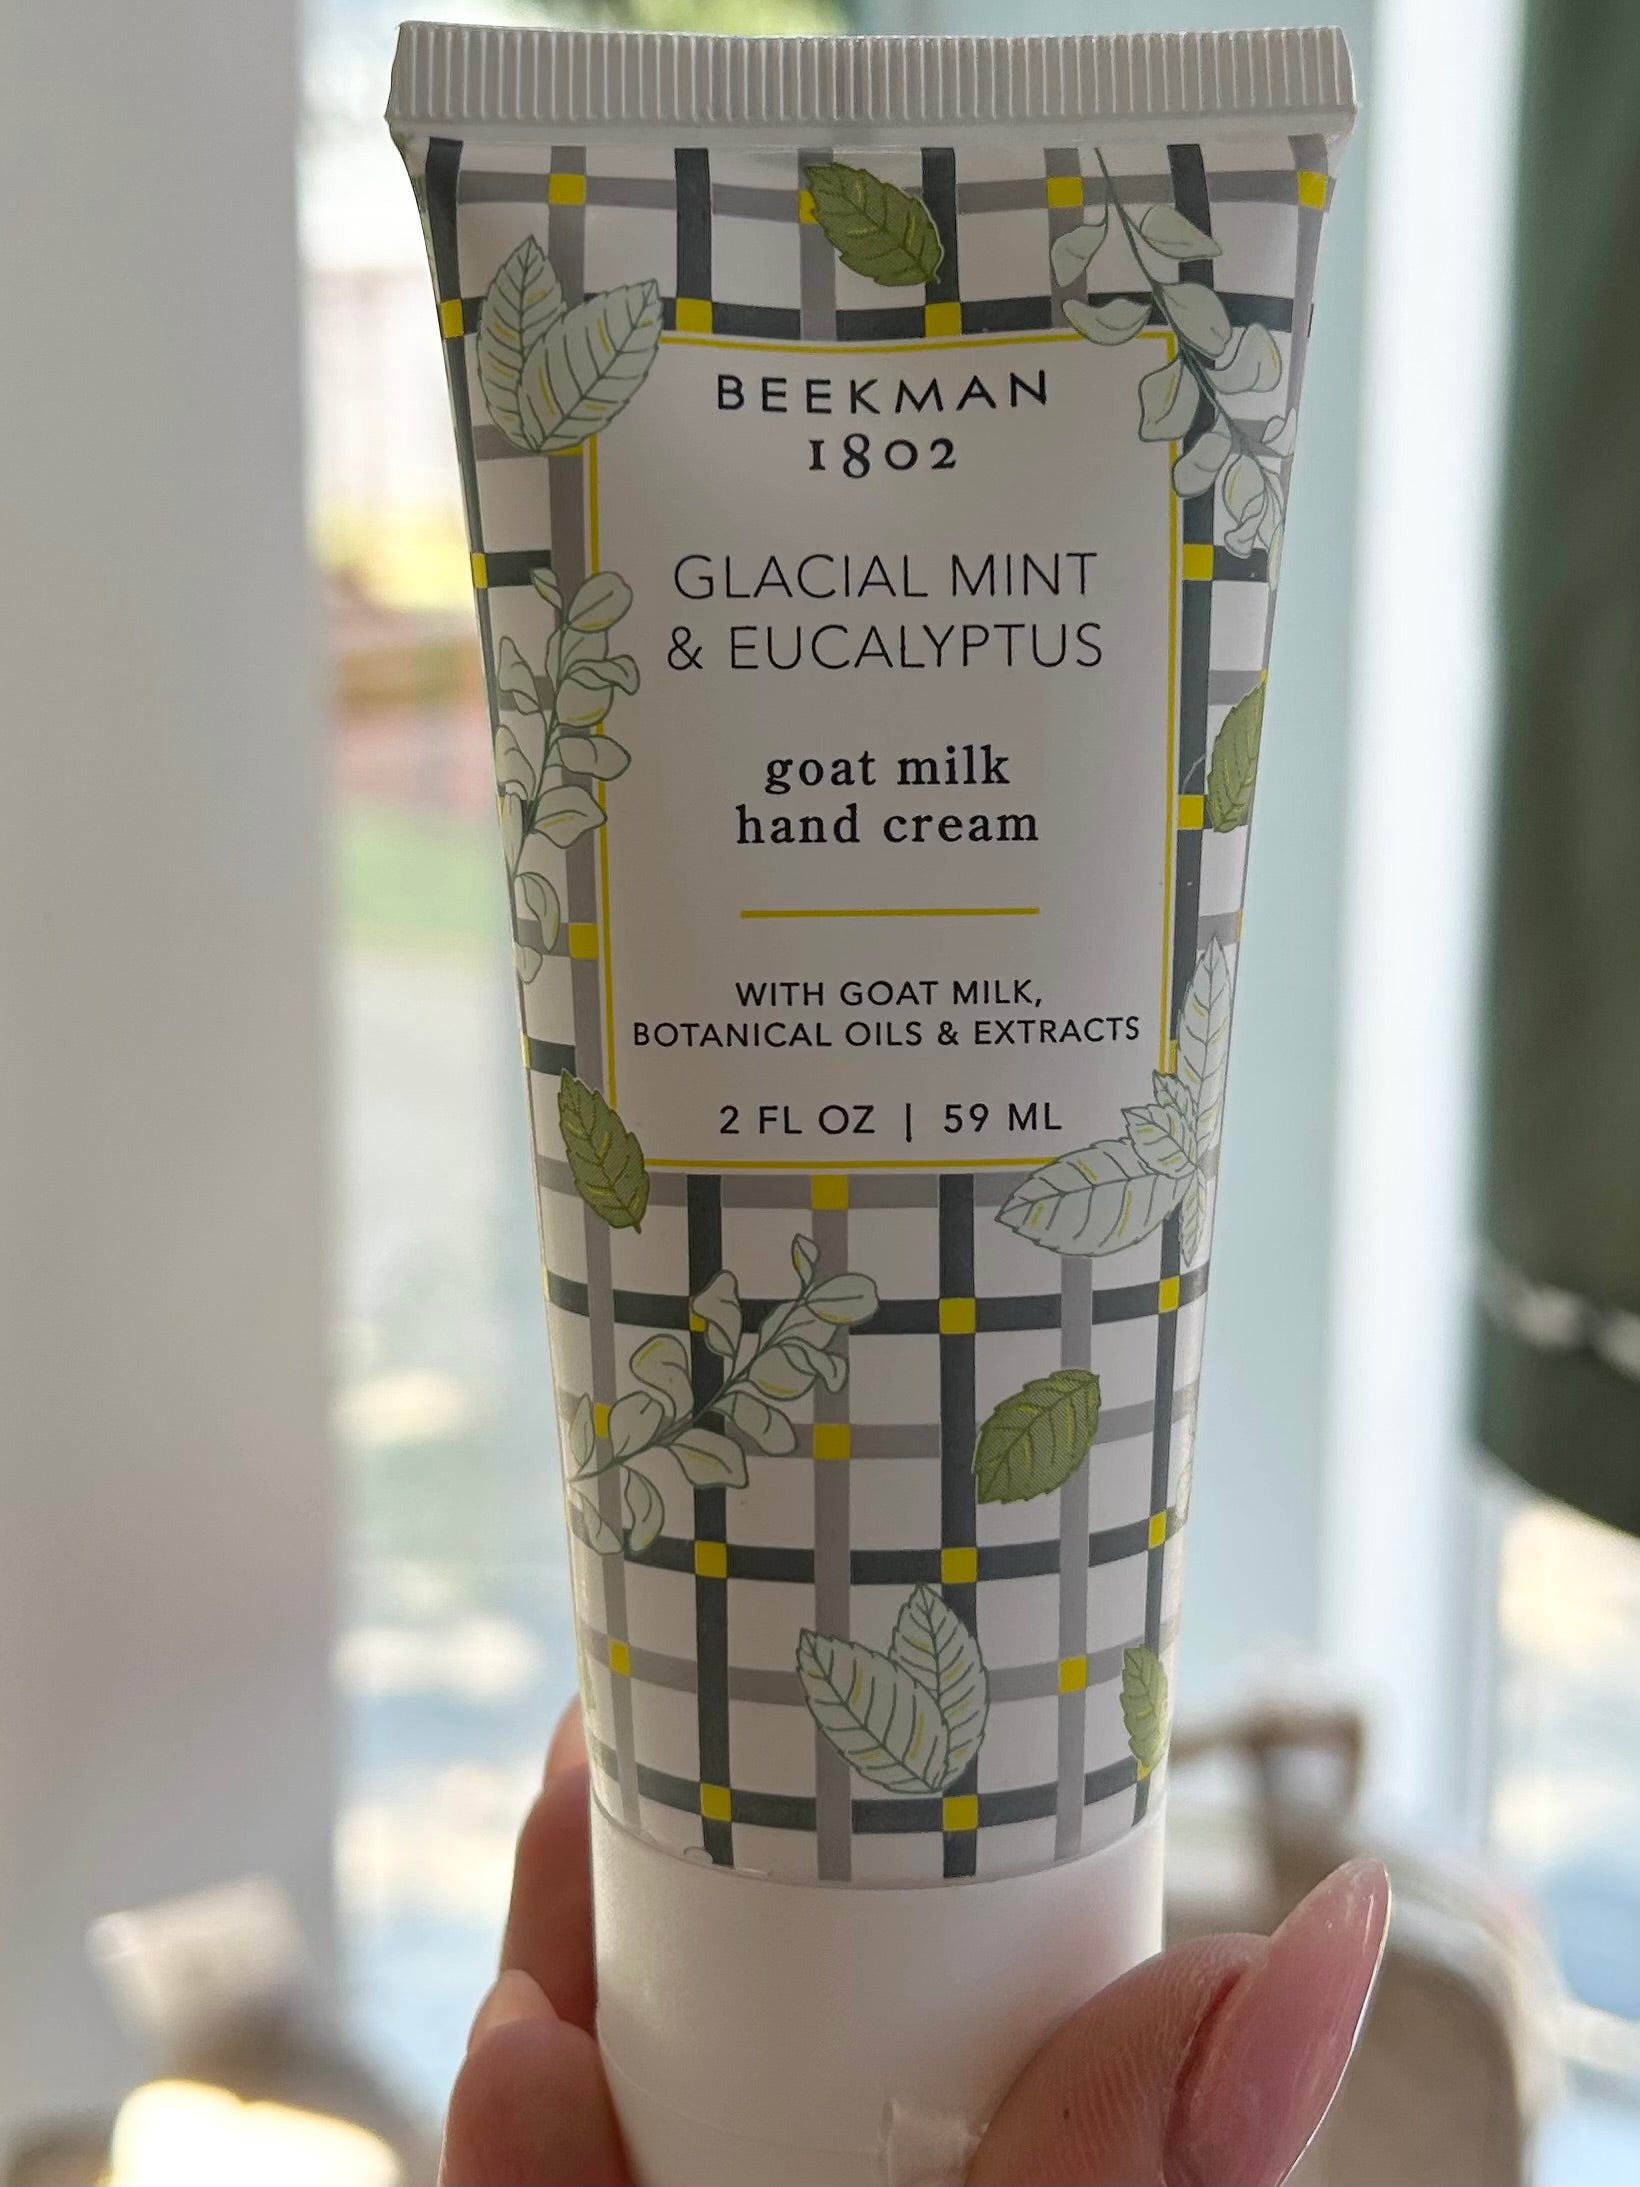 BEEKMAN
1802
GLACIAL MINT
& EUCALYPTUS
goat milk
hand cream
WITH GOAT MILK,
BOTANICAL OILS & EXTRACTS
2 FL OZ | 59 ML